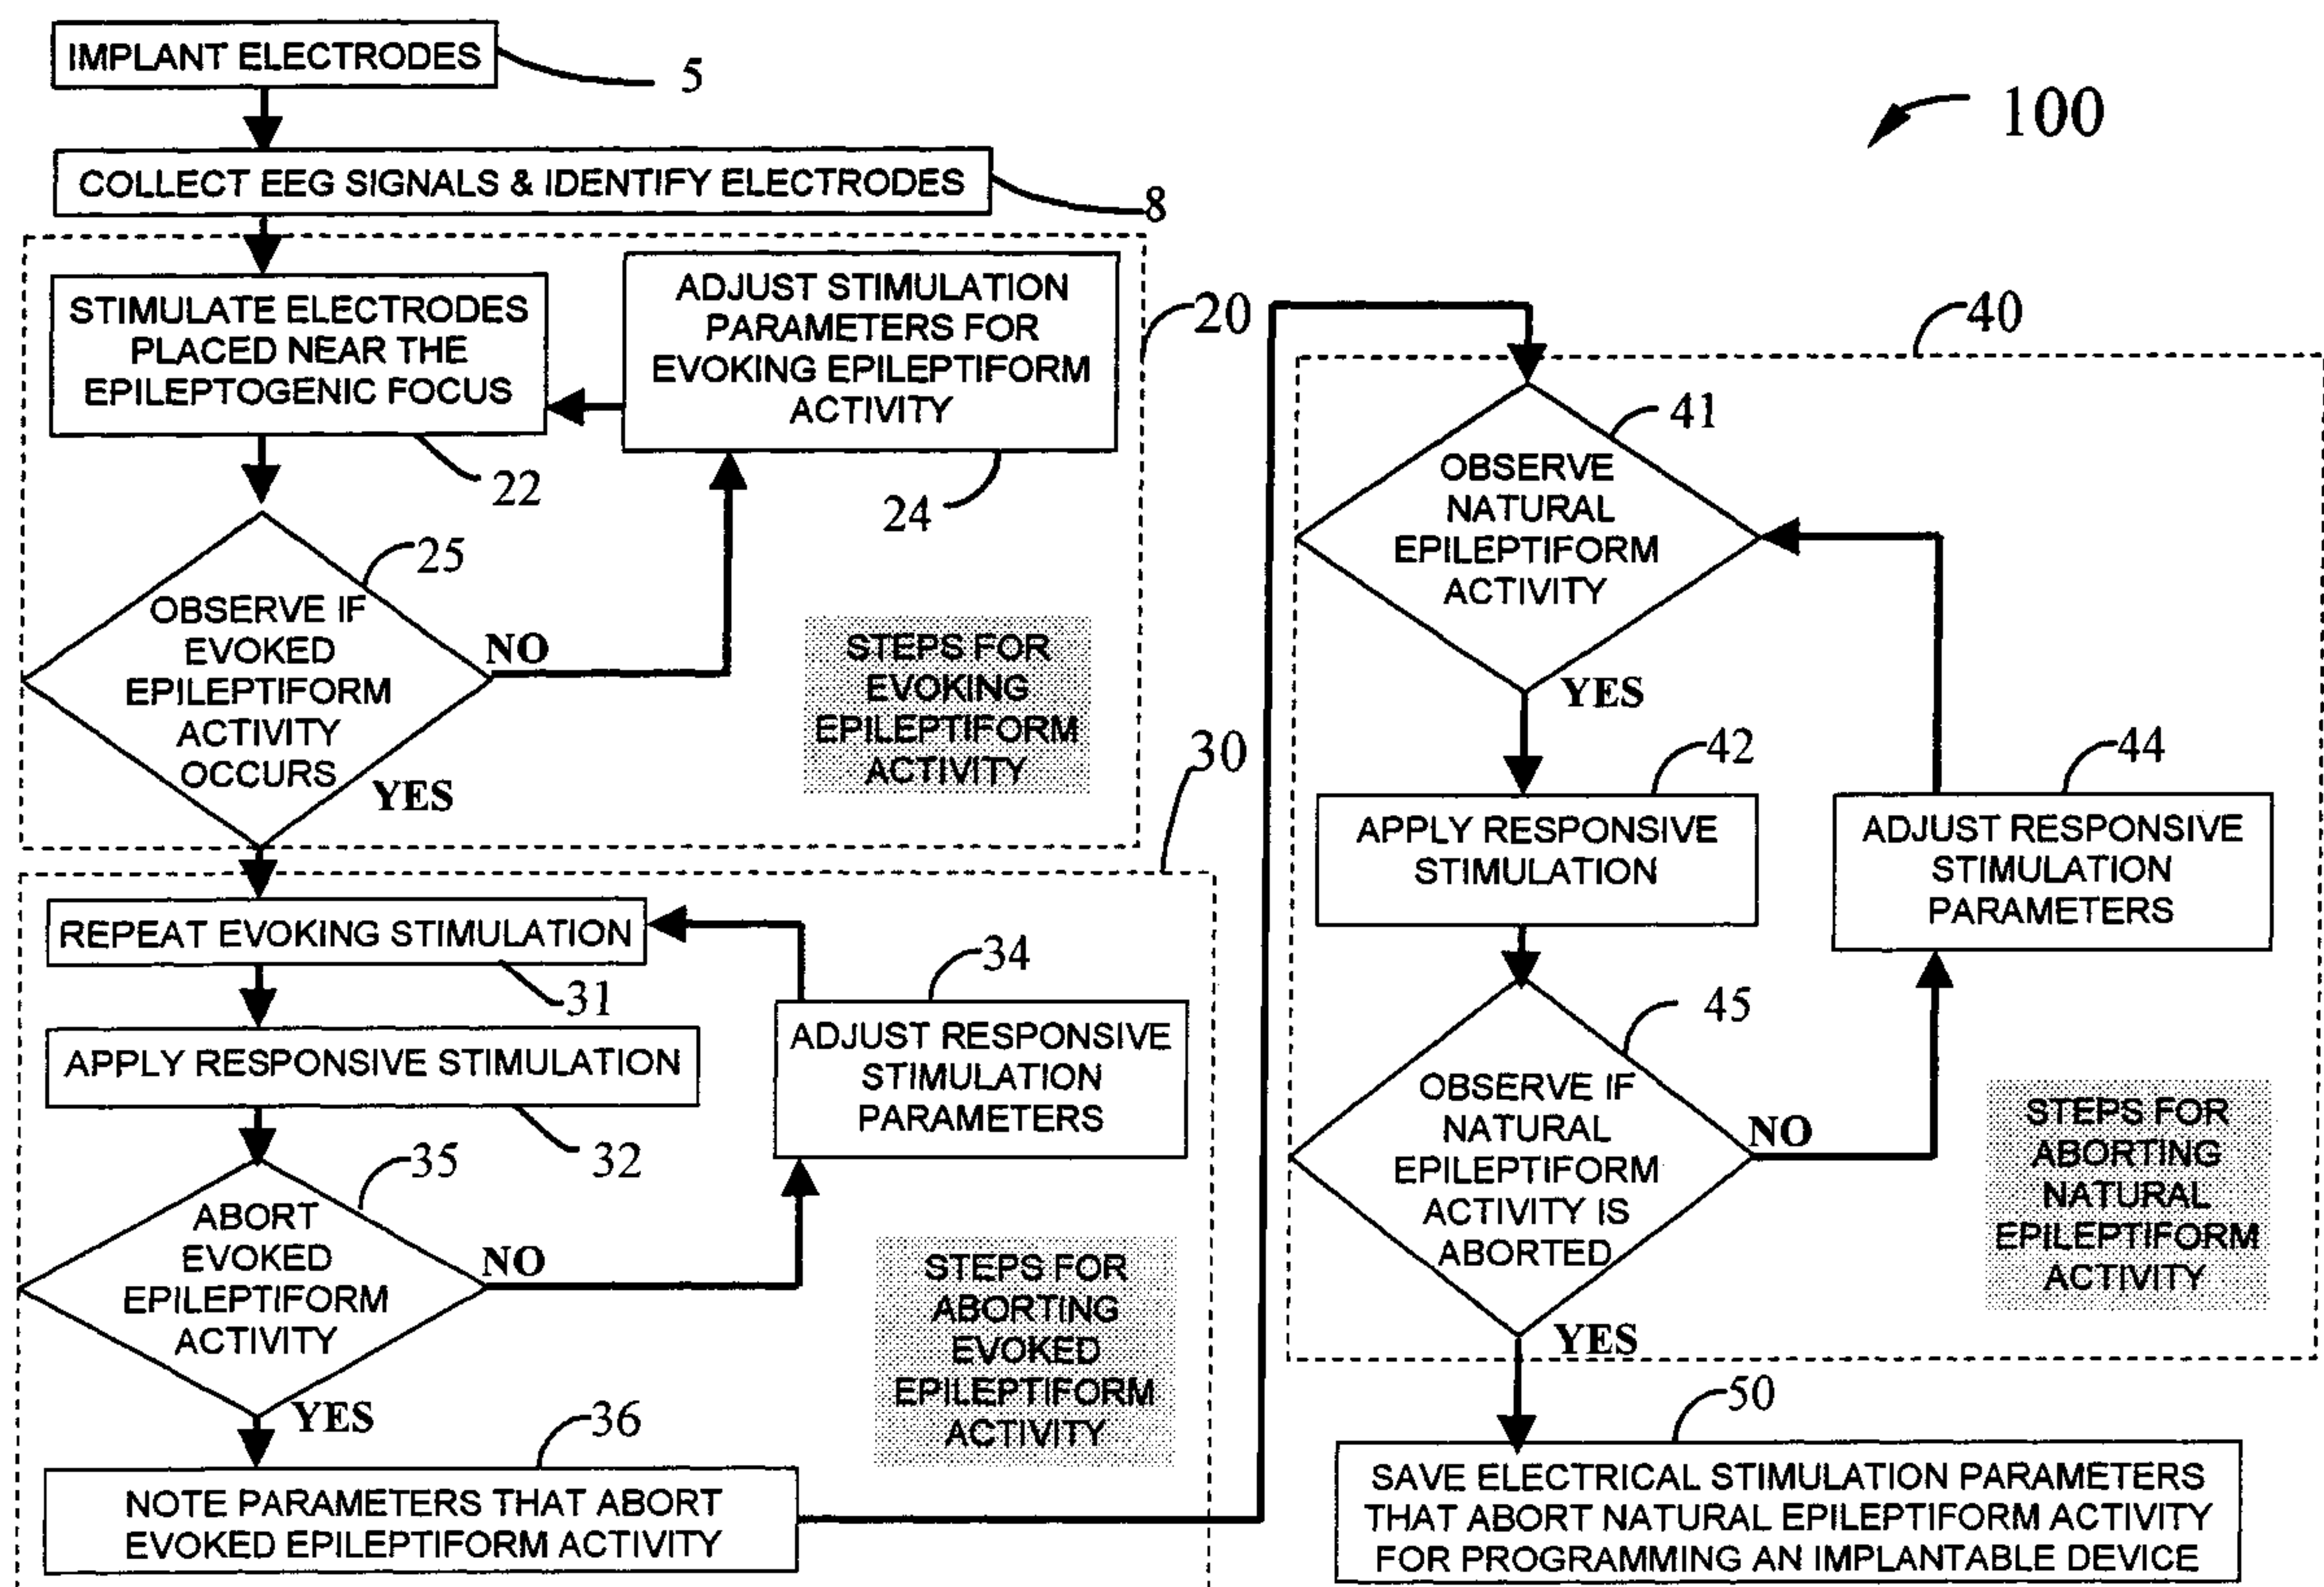 IMPLANT ELECTRODES
5
100
COLLECT EEG SIGNALS & IDENTIFY ELECTRODES
8
STIMULATE ELECTRODES
PLACED NEAR THE
EPILEPTOGENIC FOCUS
22
ADJUST STIMULATION
PARAMETERS FOR
EVOKING EPILEPTIFORM
ACTIVITY
24
20
25
OBSERVE IF
EVOKED
EPILEPTIFORM
ACTIVITY
OCCURS
NO
YES
STEPS FOR
EVOKING
EPILEPTIFORM
ACTIVITY
30
REPEAT EVOKING STIMULATION
31
APPLY RESPONSIVE STIMULATION
32
34
ADJUST RESPONSIVE
STIMULATION
PARAMETERS
35
ABORT
EVOKED
EPILEPTIFORM
ACTIVITY
NO
YES
STEPS FOR
ABORTING
EVOKED
EPILEPTIFORM
ACTIVITY
36
NOTE PARAMETERS THAT ABORT
EVOKED EPILEPTIFORM ACTIVITY
40
41
OBSERVE
NATURAL
EPILEPTIFORM
ACTIVITY
YES
42
APPLY RESPONSIVE
STIMULATION
44
ADJUST RESPONSIVE
STIMULATION
PARAMETERS
45
OBSERVE IF
NATURAL
EPILEPTIFORM
ACTIVITY IS
ABORTED
NO
YES
STEPS FOR
ABORTING
NATURAL
EPILEPTIFORM
ACTIVITY
50
SAVE ELECTRICAL STIMULATION PARAMETERS
THAT ABORT NATURAL EPILEPTIFORM ACTIVITY
FOR PROGRAMMING AN IMPLANTABLE DEVICE